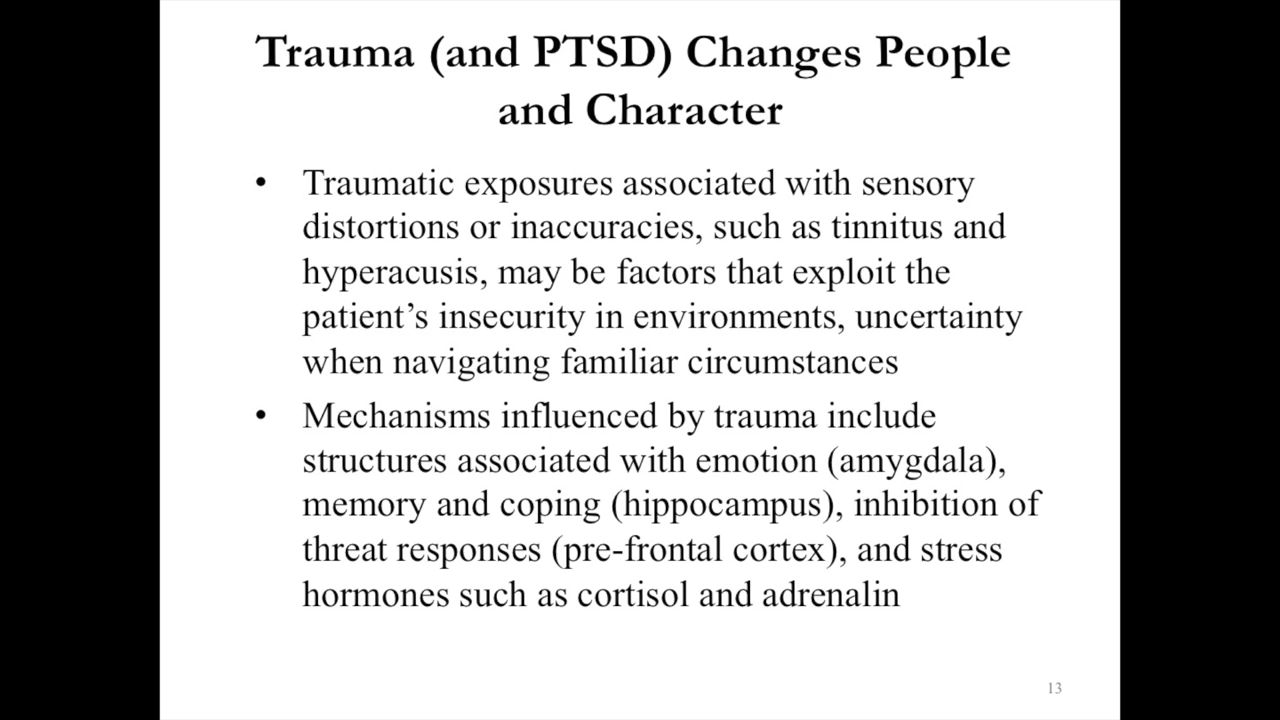 Trauma (and PTSD) Changes People
and Character
• Traumatic exposures associated with sensory
distortions or inaccuracies, such as tinnitus and
hyperacusis, may be factors that exploit the
patient’s insecurity in environments, uncertainty
when navigating familiar circumstances
• Mechanisms influenced by trauma include
structures associated with emotion (amygdala),
memory and coping (hippocampus), inhibition of
threat responses (pre-frontal cortex), and stress
hormones such as cortisol and adrenalin
13